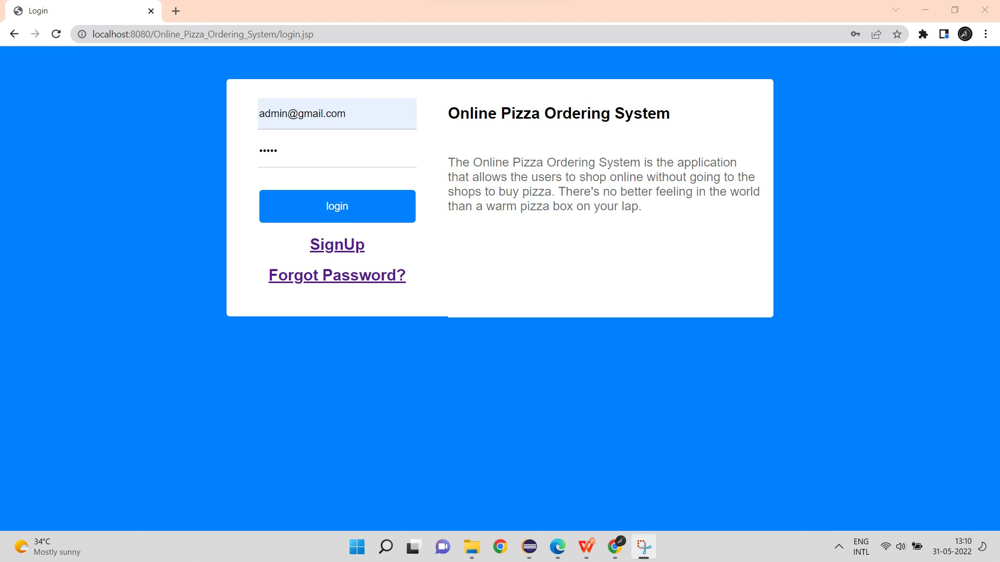 Login
localhost:8080/Online_Pizza_Ordering_System/login.jsp
admin@gmail.com
•••••
login
SignUp
Forgot Password?
Online Pizza Ordering System
The Online Pizza Ordering System is the application
that allows the users to shop online without going to the
shops to buy pizza. There's no better feeling in the world
than a warm pizza box on your lap.
34°C
Mostly sunny
ENG
INTL
13:10
31-05-2022